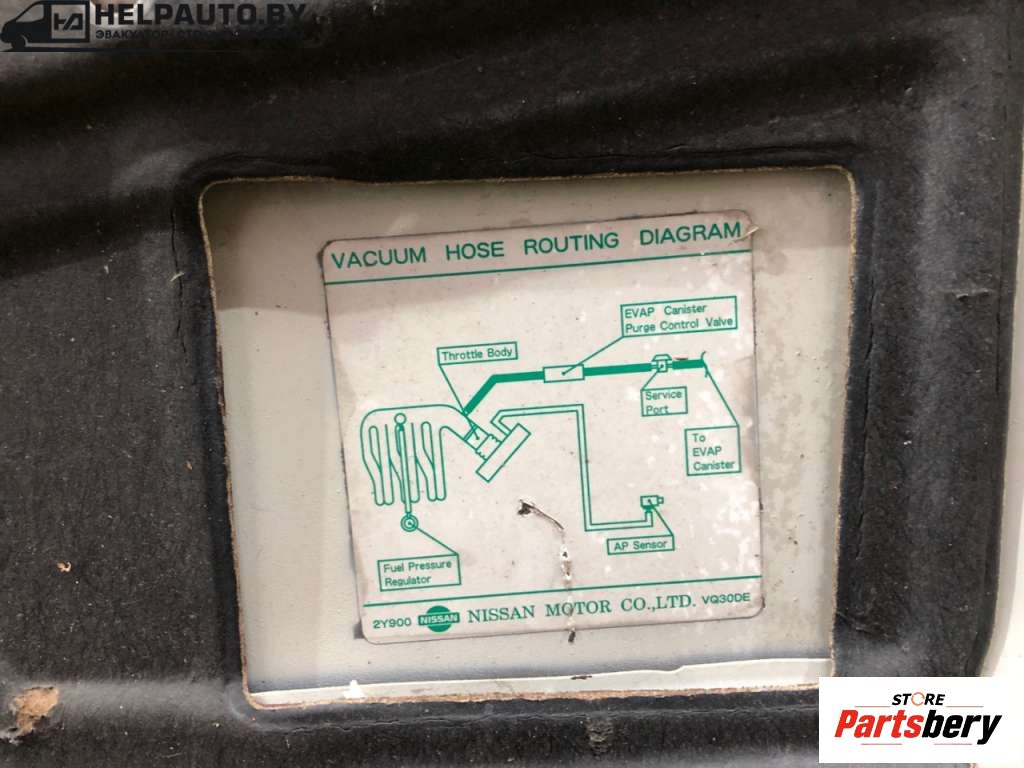 HELPAUTO.BY
VACUUM HOSE ROUTING DIAGRAM
EVAP Canister
Purge Control Valve
Throttle Body
Service
Port
To
EVAP
Canister
AP Sensor
Fuel Pressure
Regulator
2Y900 NISSAN NISSAN MOTOR CO.,LTD. VQ30DE
STORE
Partsbery